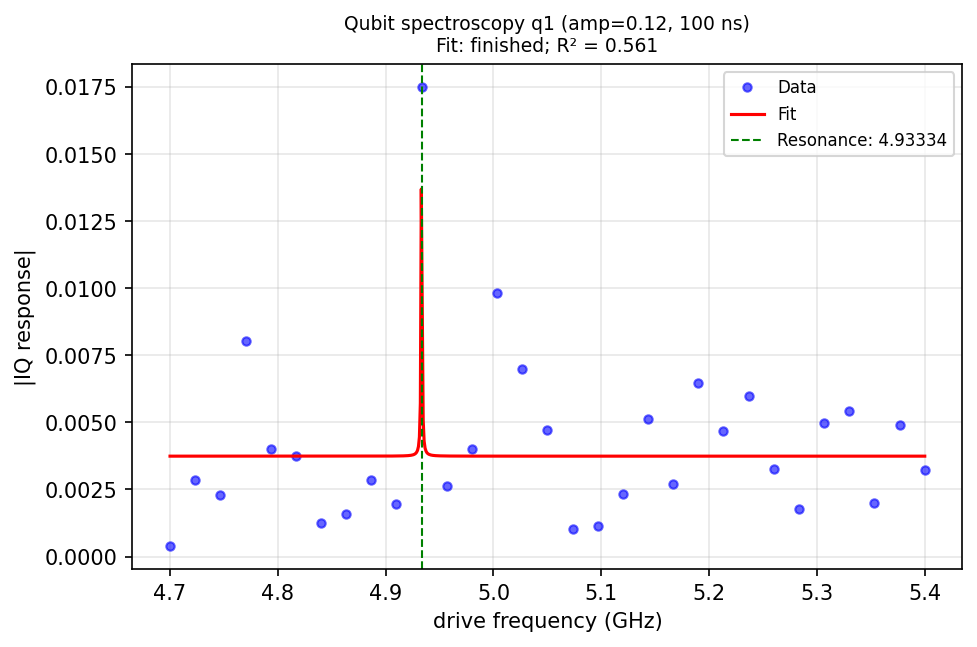 Qubit spectroscopy q1 (amp=0.12, 100 ns)
Fit: finished; R² = 0.561
Data
Fit
Resonance: 4.93334
|IQ response|
0.0175
0.0150
0.0125
0.0100
0.0075
0.0050
0.0025
0.0000
4.7 4.8 4.9 5.0 5.1 5.2 5.3 5.4
drive frequency (GHz)